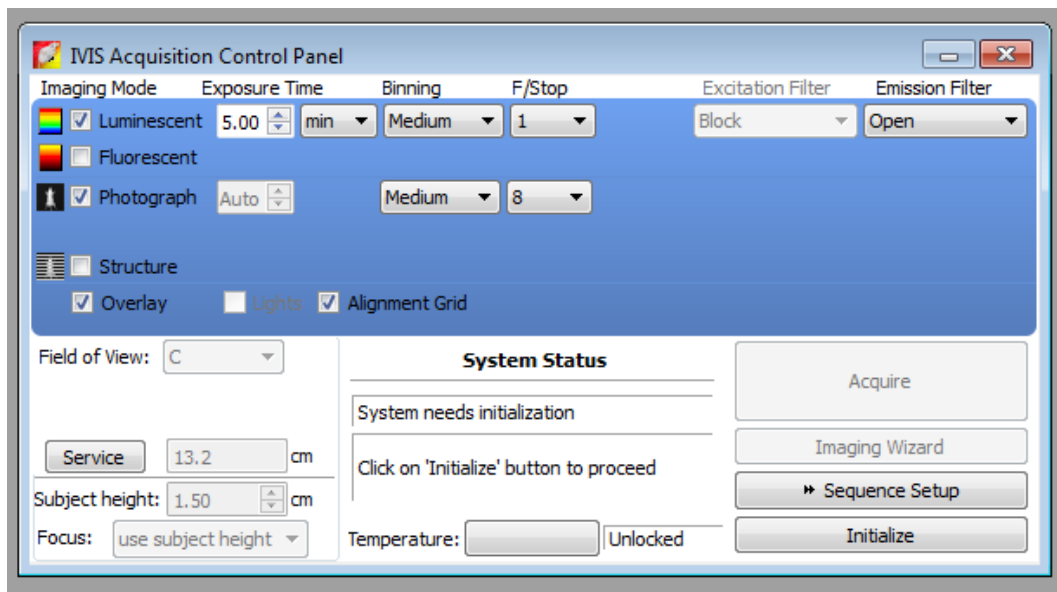 IVIS Acquisition Control Panel
Imaging Mode Exposure Time Binning F/Stop Excitation Filter Emission Filter
Luminescent 5.00 min Medium 1 Block Open
Fluorescent
Photograph Auto Medium 8
Structure
Overlay Lights Alignment Grid
Field of View: C
System Status
Acquire
System needs initialization
Service 13.2 cm
Click on 'Initialize' button to proceed
Imaging Wizard
Subject height: 1.50 cm
Sequence Setup
Focus: use subject height
Temperature: Unlocked
Initialize